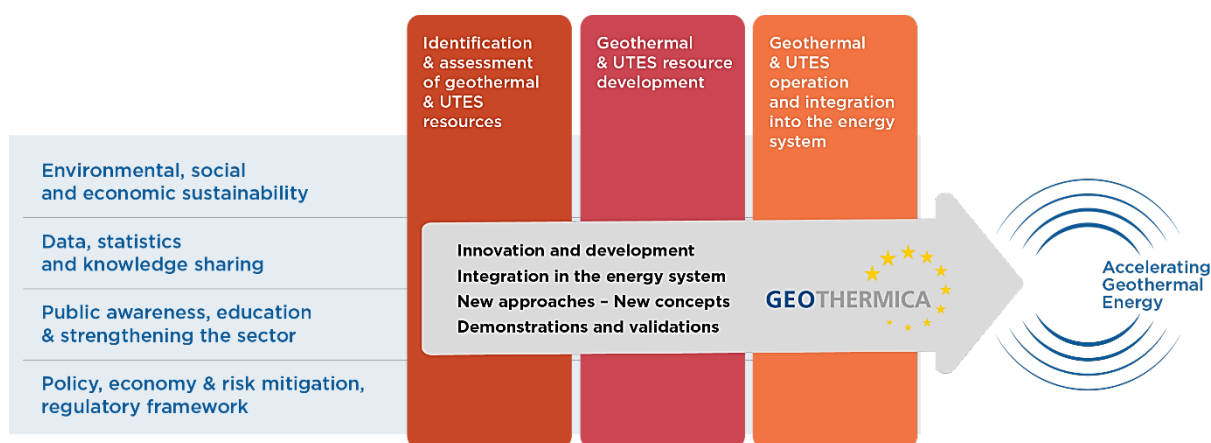 Identification
& assessment
of geothermal
& UTES
resources
Geothermal
& UTES resource
development
Geothermal
& UTES
operation
and integration
into the energy
system
Environmental, social
and economic sustainability
Data, statistics
and knowledge sharing
Public awareness, education
& strengthening the sector
Policy, economy & risk mitigation,
regulatory framework
Innovation and development
Integration in the energy system
New approaches – New concepts
Demonstrations and validations
GEOTHERMICA
Accelerating
Geothermal
Energy